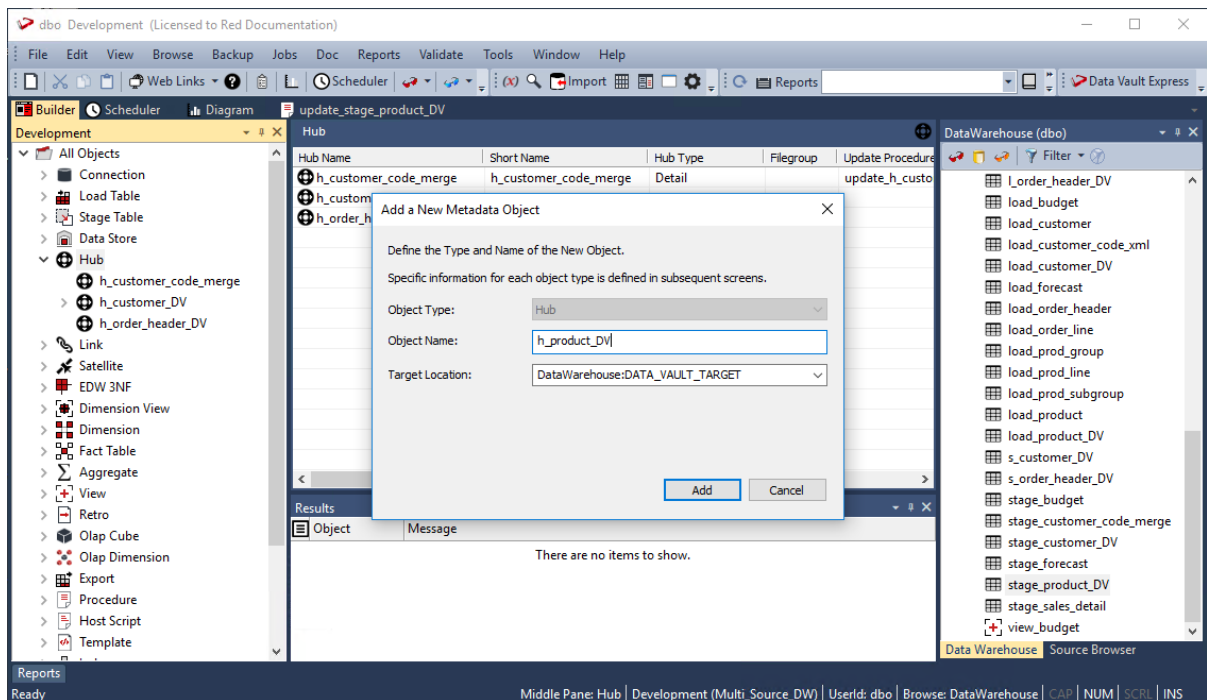 dbo Development (Licensed to Red Documentation)
File Edit View Browse Backup Jobs Doc Reports Validate Tools Window Help
Web Links Scheduler Import Reports Data Vault Express
Builder Scheduler Diagram update_stage_product_DV
Development
All Objects
Connection
Load Table
Stage Table
Data Store
Hub
h_customer_code_merge
h_customer_DV
h_order_header_DV
Link
Satellite
EDW 3NF
Dimension View
Dimension
Fact Table
Aggregate
View
Retro
Olap Cube
Olap Dimension
Export
Procedure
Host Script
Template
Hub
Hub Name Short Name Hub Type Filegroup Update Procedure
h_customer_code_merge h_customer_code_merge Detail update_h_custo
h_custom
h_order_h
Add a New Metadata Object
Define the Type and Name of the New Object.
Specific information for each object type is defined in subsequent screens.
Object Type: Hub
Object Name: h_product_DV
Target Location: DataWarehouse:DATA_VAULT_TARGET
Add Cancel
Results
Object Message
There are no items to show.
DataWarehouse (dbo)
Filter
l_order_header_DV
load_budget
load_customer
load_customer_code_xml
load_customer_DV
load_forecast
load_order_header
load_order_line
load_prod_group
load_prod_line
load_prod_subgroup
load_product
load_product_DV
s_customer_DV
s_order_header_DV
stage_budget
stage_customer_code_merge
stage_customer_DV
stage_forecast
stage_product_DV
stage_sales_detail
view_budget
Data Warehouse Source Browser
Reports
Ready Middle Pane: Hub Development (Multi_Source_DW) UserId: dbo Browse: DataWarehouse CAP NUM SCRL INS